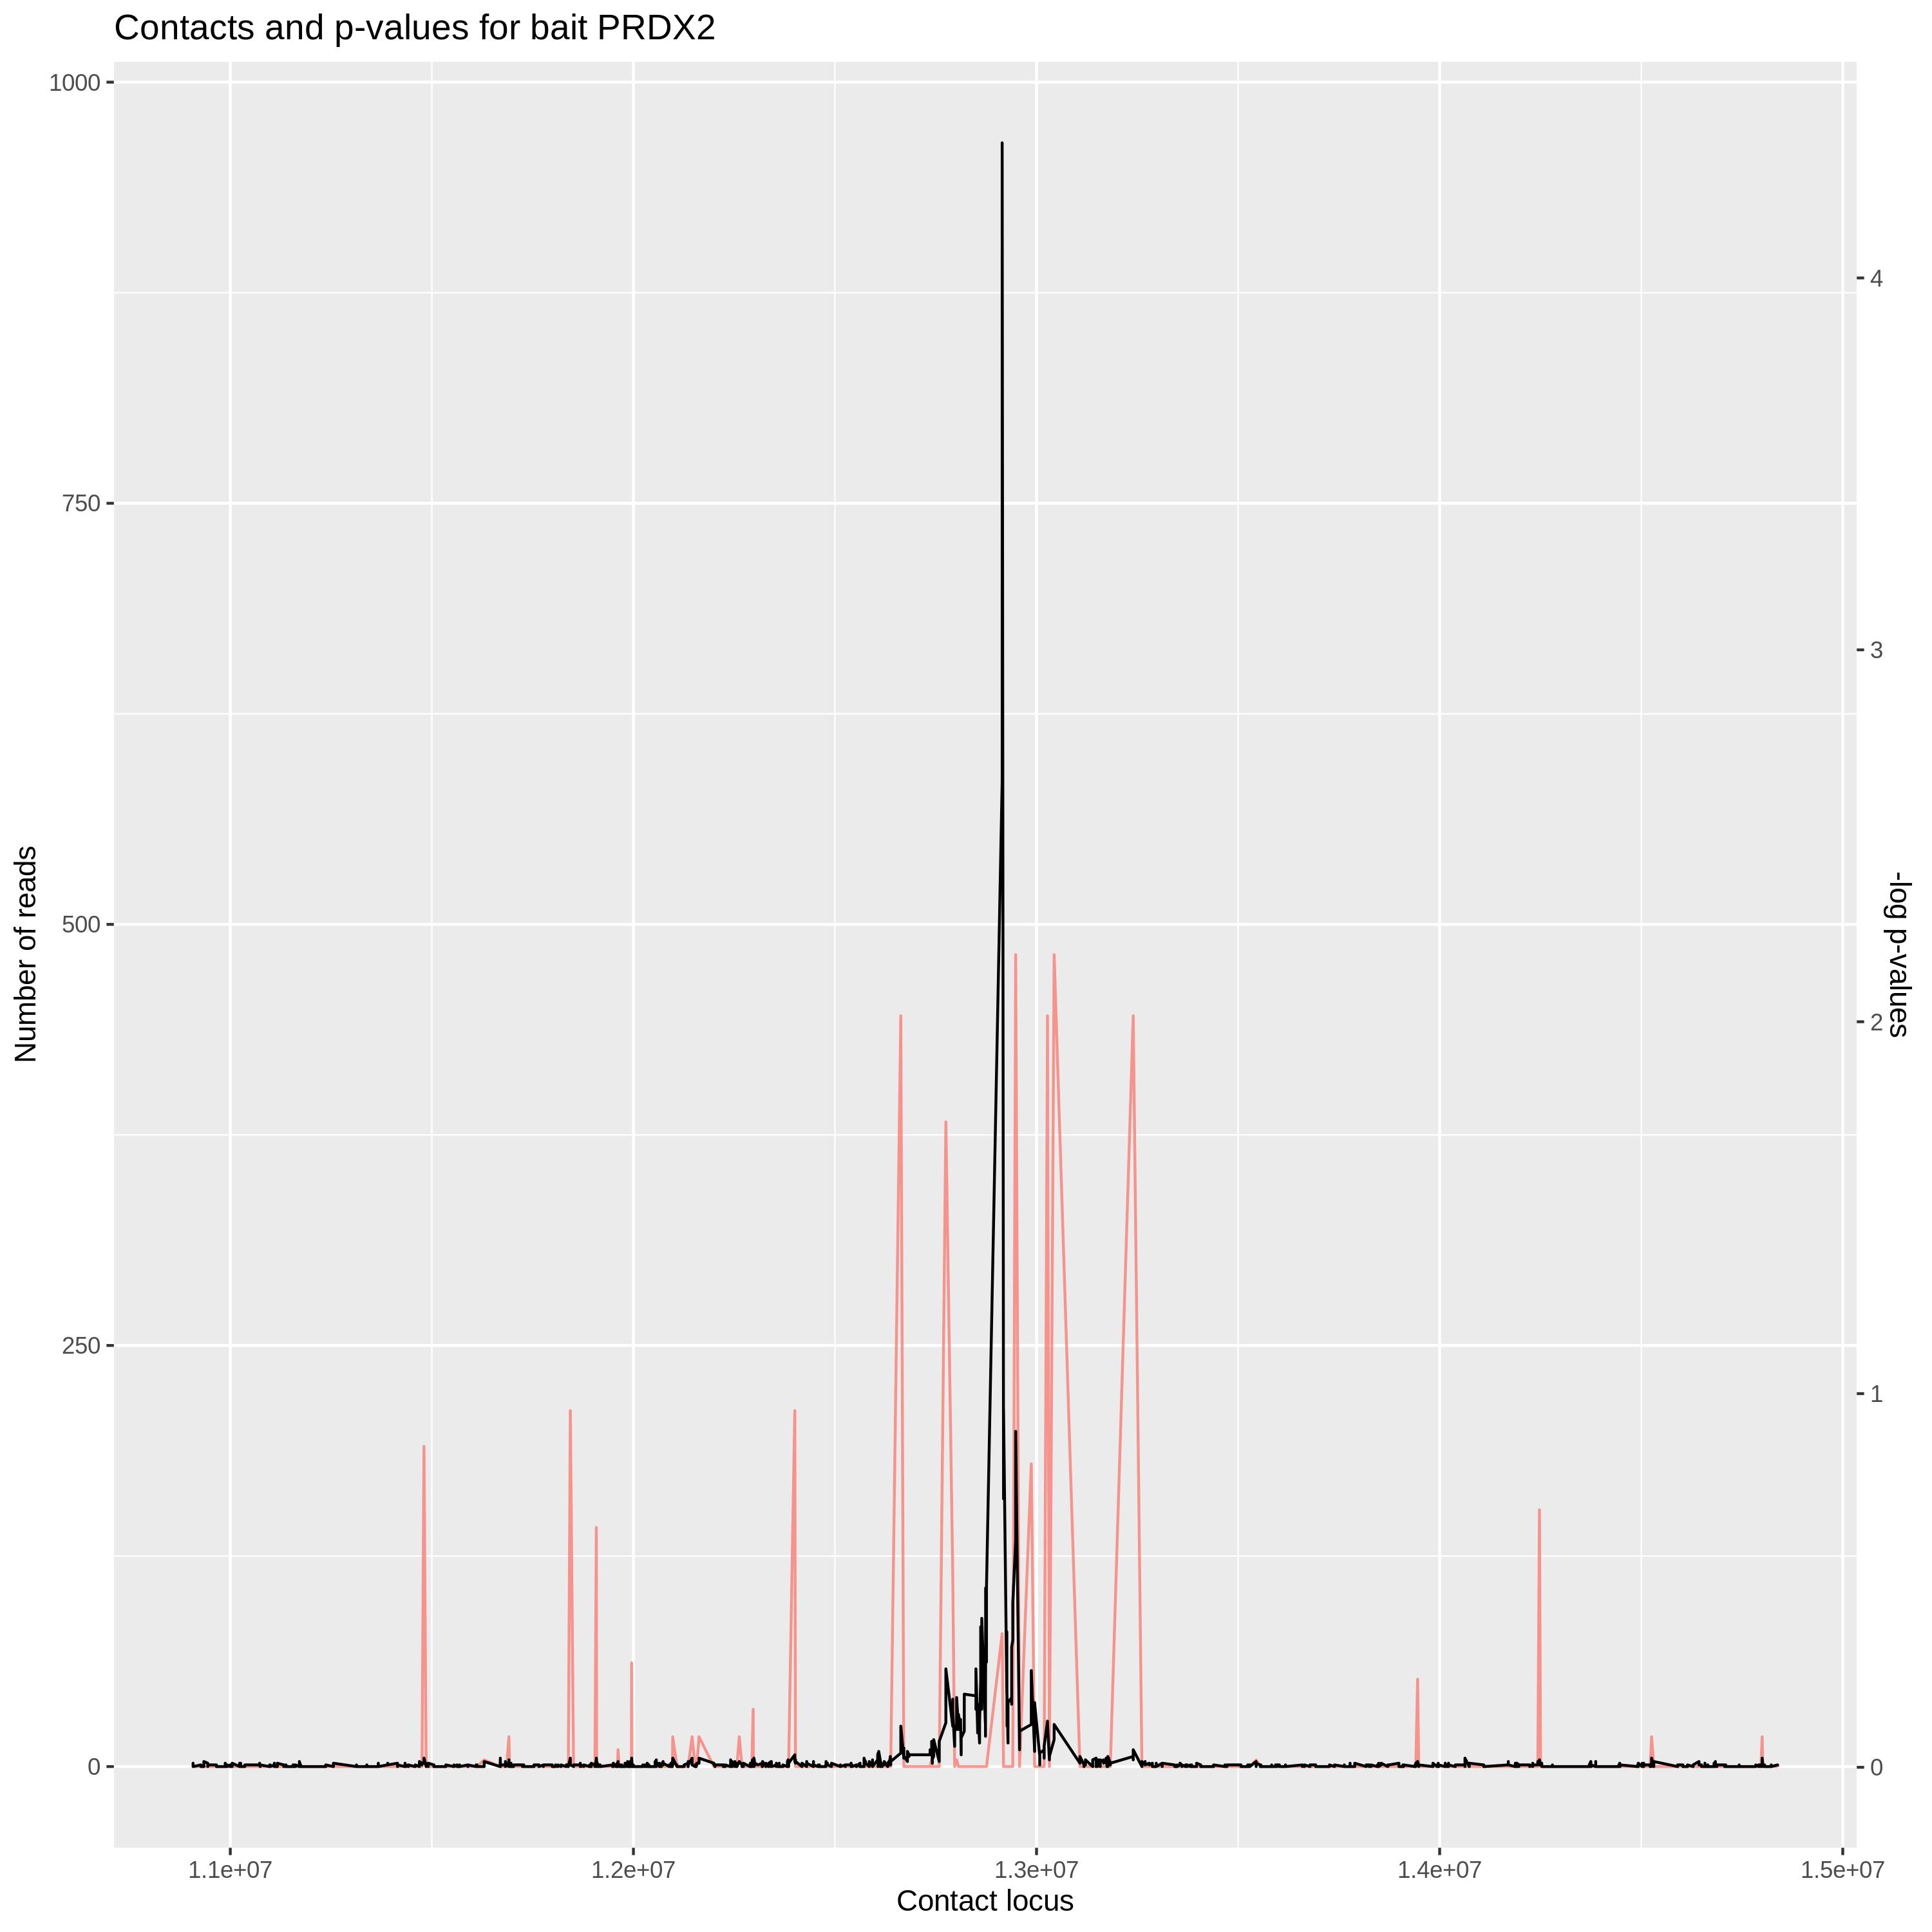 Contacts and p-values for bait PRDX2
1000
750
500
250
0
Number of reads
4
3
2
1
0
-log p-values
1.1e+07
1.2e+07
1.3e+07
1.4e+07
1.5e+07
Contact locus